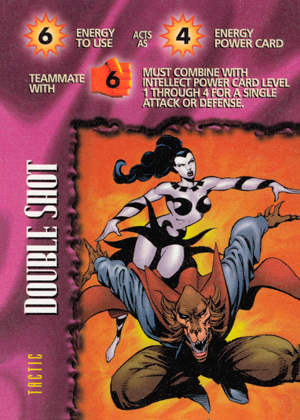 6 ENERGY TO USE ACTS AS 4 ENERGY POWER CARD
TEAMMATE WITH 6 MUST COMBINE WITH
INTELLECT POWER CARD LEVEL
1 THROUGH 4 FOR A SINGLE
ATTACK OR DEFENSE.
DOUBLE SHOT
TACTIC